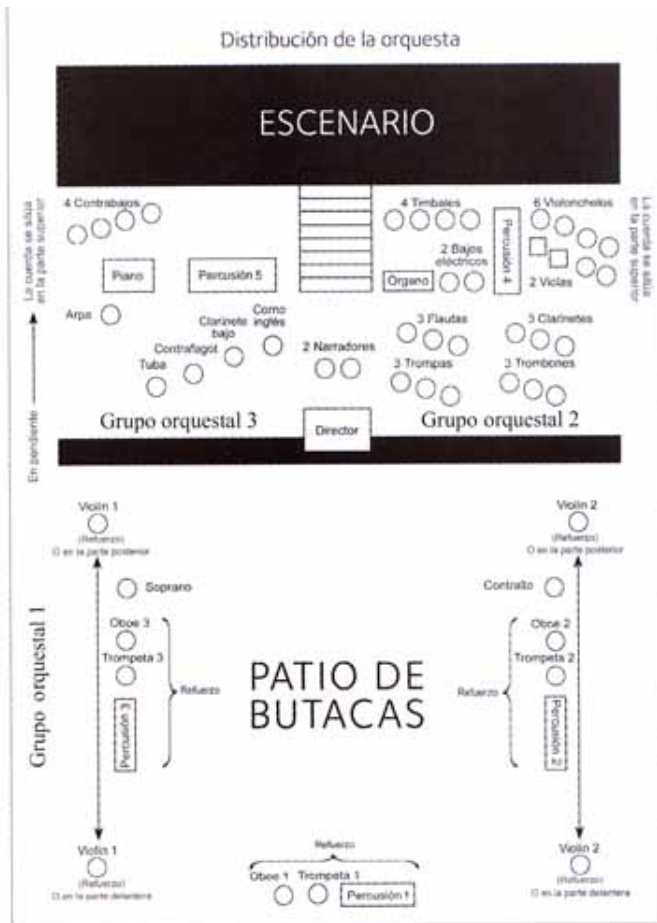 Distribución de la orquesta
ESCENARIO
La cuerda se sitúa
en la parte superior
4 Contrabajos
4 Timbales
6 Violonchelos
La cuerda se sitúa
en la parte superior
2 Bajos
eléctricos
Percusión 4
Piano
Percusión 5
Órgano
2 Violas
Arpa
Corno
inglés
Clarinete
bajo
3 Flautas
3 Clarinetes
Contrafagot
2 Narradores
Tuba
3 Trompas
3 Trombones
En pendiente
Grupo orquestal 3
Director
Grupo orquestal 2
Violín 1
(Refuerzo)
O en la parte posterior
Violín 2
(Refuerzo)
O en la parte posterior
Soprano
Contralto
Grupo orquestal 1
Oboe 3
Trompeta 3
Percusión 3
Refuerzo
PATIO DE
BUTACAS
Oboe 2
Trompeta 2
Percusión 2
Refuerzo
Violín 1
(Refuerzo)
O en la parte delantera
Refuerzo
Oboe 1
Trompeta 1
Percusión 1
Violín 2
(Refuerzo)
O en la parte delantera